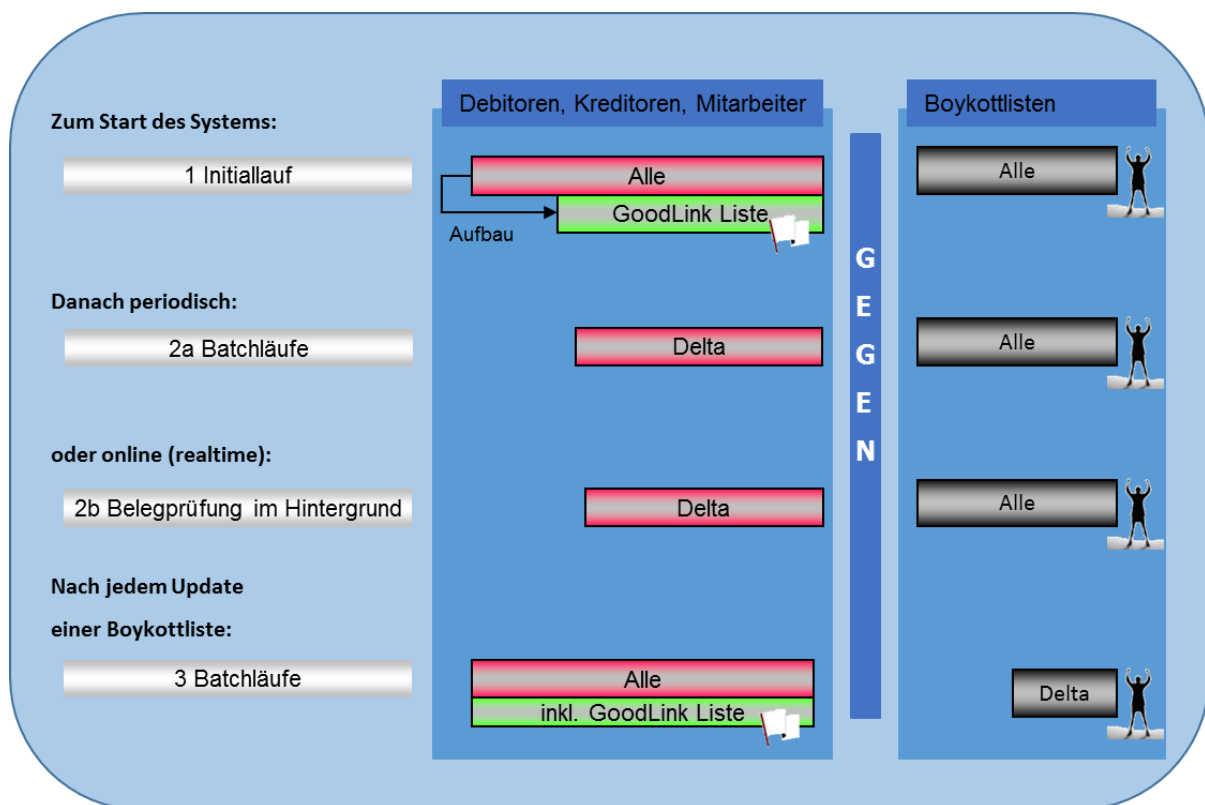 Debitoren, Kreditoren, Mitarbeiter
Boykottlisten
Zum Start des Systems:
1 Initiallauf
Alle
GoodLink Liste
Aufbau
Alle
GEGEN
Danach periodisch:
2a Batchläufe
Delta
Alle
oder online (realtime):
2b Belegprüfung im Hintergrund
Delta
Alle
Nach jedem Update
einer Boykottliste:
3 Batchläufe
Alle
inkl. GoodLink Liste
Delta